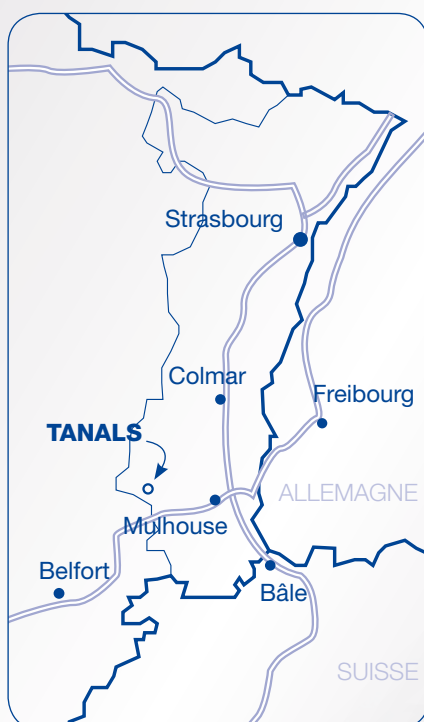 Strasbourg
Colmar
Freibourg
TANALS
ALLEMAGNE
Mulhouse
Belfort
Bâle
SUISSE